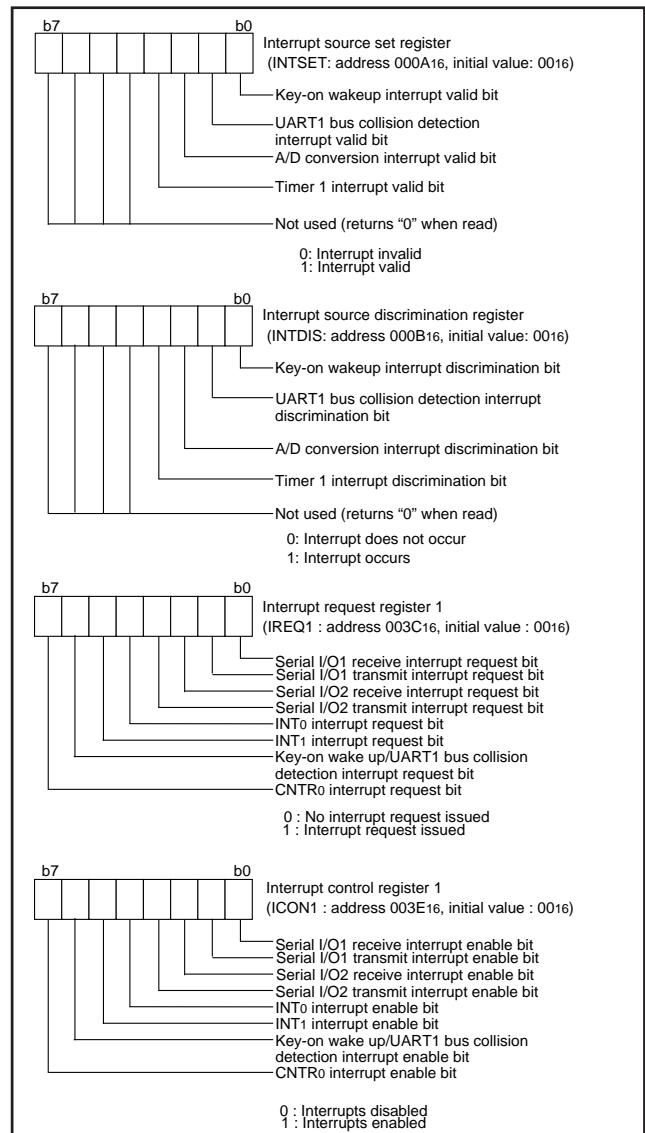 b7 b0
Interrupt source set register
(INTSET: address 000A16, initial value: 0016)
Key-on wakeup interrupt valid bit
UART1 bus collision detection
interrupt valid bit
A/D conversion interrupt valid bit
Timer 1 interrupt valid bit
Not used (returns “0” when read)
0: Interrupt invalid
1: Interrupt valid
b7 b0
Interrupt source discrimination register
(INTDIS: address 000B16, initial value: 0016)
Key-on wakeup interrupt discrimination bit
UART1 bus collision detection interrupt
discrimination bit
A/D conversion interrupt discrimination bit
Timer 1 interrupt discrimination bit
Not used (returns “0” when read)
0: Interrupt does not occur
1: Interrupt occurs
b7 b0
Interrupt request register 1
(IREQ1 : address 003C16, initial value : 0016)
Serial I/O1 receive interrupt request bit
Serial I/O1 transmit interrupt request bit
Serial I/O2 receive interrupt request bit
Serial I/O2 transmit interrupt request bit
INT0 interrupt request bit
INT1 interrupt request bit
Key-on wake up/UART1 bus collision
detection interrupt request bit
CNTR0 interrupt request bit
0 : No interrupt request issued
1 : Interrupt request issued
b7 b0
Interrupt control register 1
(ICON1 : address 003E16, initial value : 0016)
Serial I/O1 receive interrupt enable bit
Serial I/O1 transmit interrupt enable bit
Serial I/O2 receive interrupt enable bit
Serial I/O2 transmit interrupt enable bit
INT0 interrupt enable bit
INT1 interrupt enable bit
Key-on wake up/UART1 bus collision
detection interrupt enable bit
CNTR0 interrupt enable bit
0 : Interrupts disabled
1 : Interrupts enabled